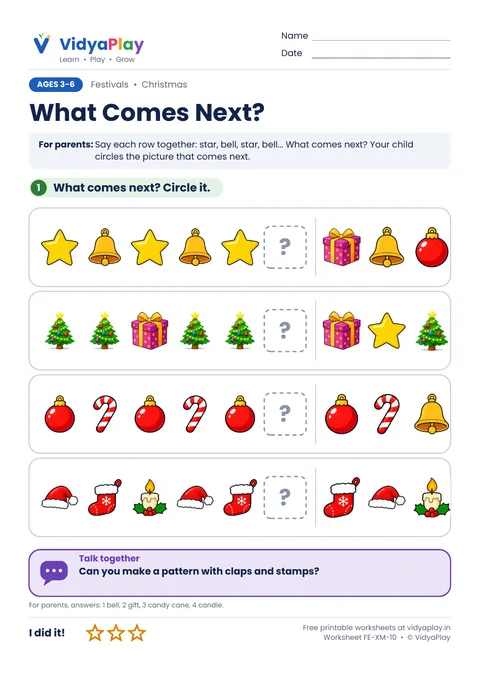 Name
VidyaPlay
Learn • Play • Grow
Date
AGES 3–6 Festivals • Christmas
What Comes Next?
For parents: Say each row together: star, bell, star, bell... What comes next? Your child
circles the picture that comes next.
1 What comes next? Circle it.
?
?
?
?
Talk together
Can you make a pattern with claps and stamps?
For parents, answers: 1 bell, 2 gift, 3 candy cane, 4 candle.
I did it!
Free printable worksheets at vidyaplay.in
Worksheet FE-XM-10 • © VidyaPlay